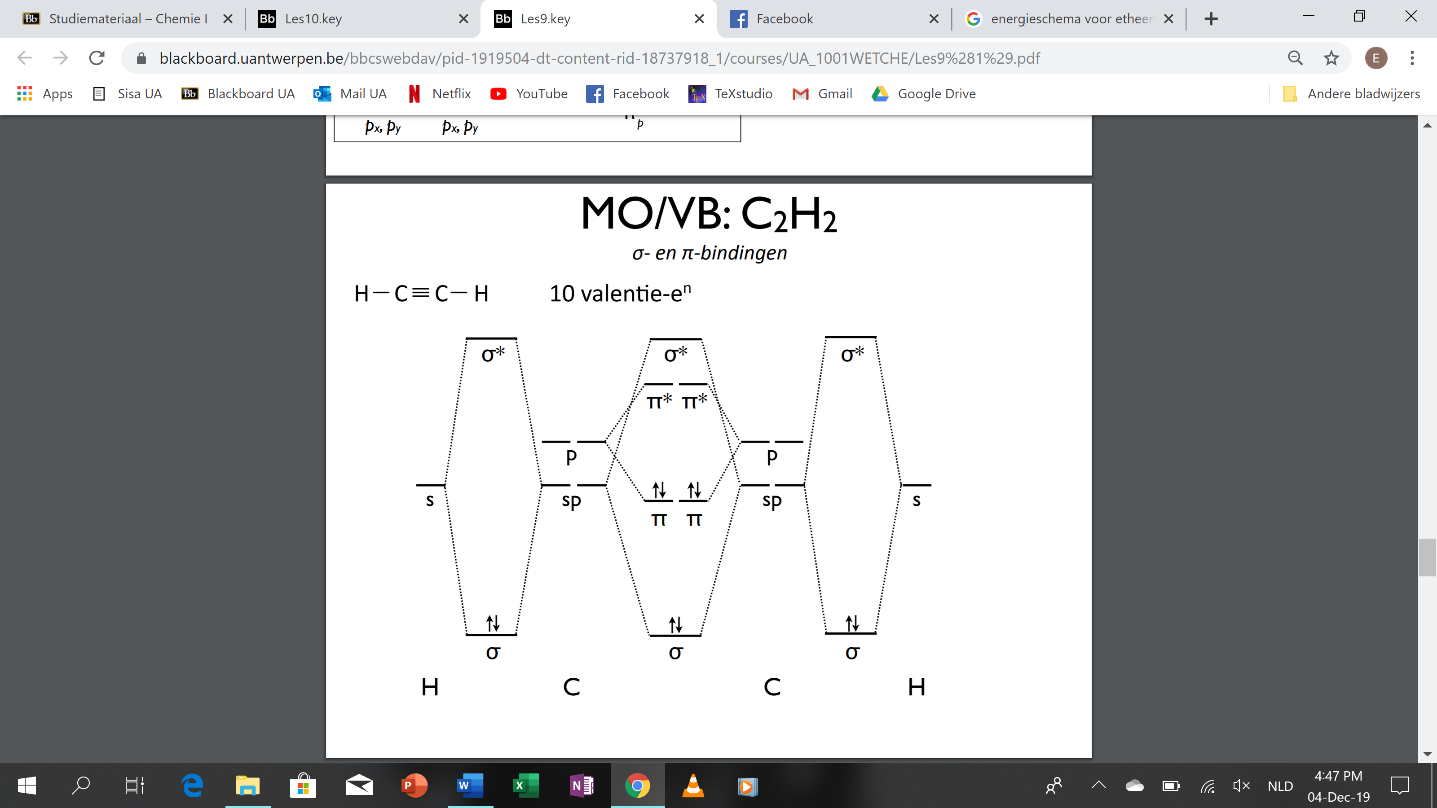 Studiemateriaal – Chemie I
Les10.key
Les9.key
Facebook
energieschema voor etheer
blackboard.uantwerpen.be/bbcswebdav/pid-1919504-dt-content-rid-18737918_1/courses/UA_1001WETCHE/Les9%281%29.pdf
E
Apps Sisa UA Blackboard UA Mail UA Netflix YouTube Facebook TeXstudio Gmail Google Drive Andere bladwijzers
px, py px, py p
MO/VB: C₂H₂
σ- en π-bindingen
H — C ≡ C — H 10 valentie-eⁿ
σ* σ* σ*
π* π*
p p
s sp sp s
π π
σ σ σ
H C C H
4:47 PM
NLD
04-Dec-19